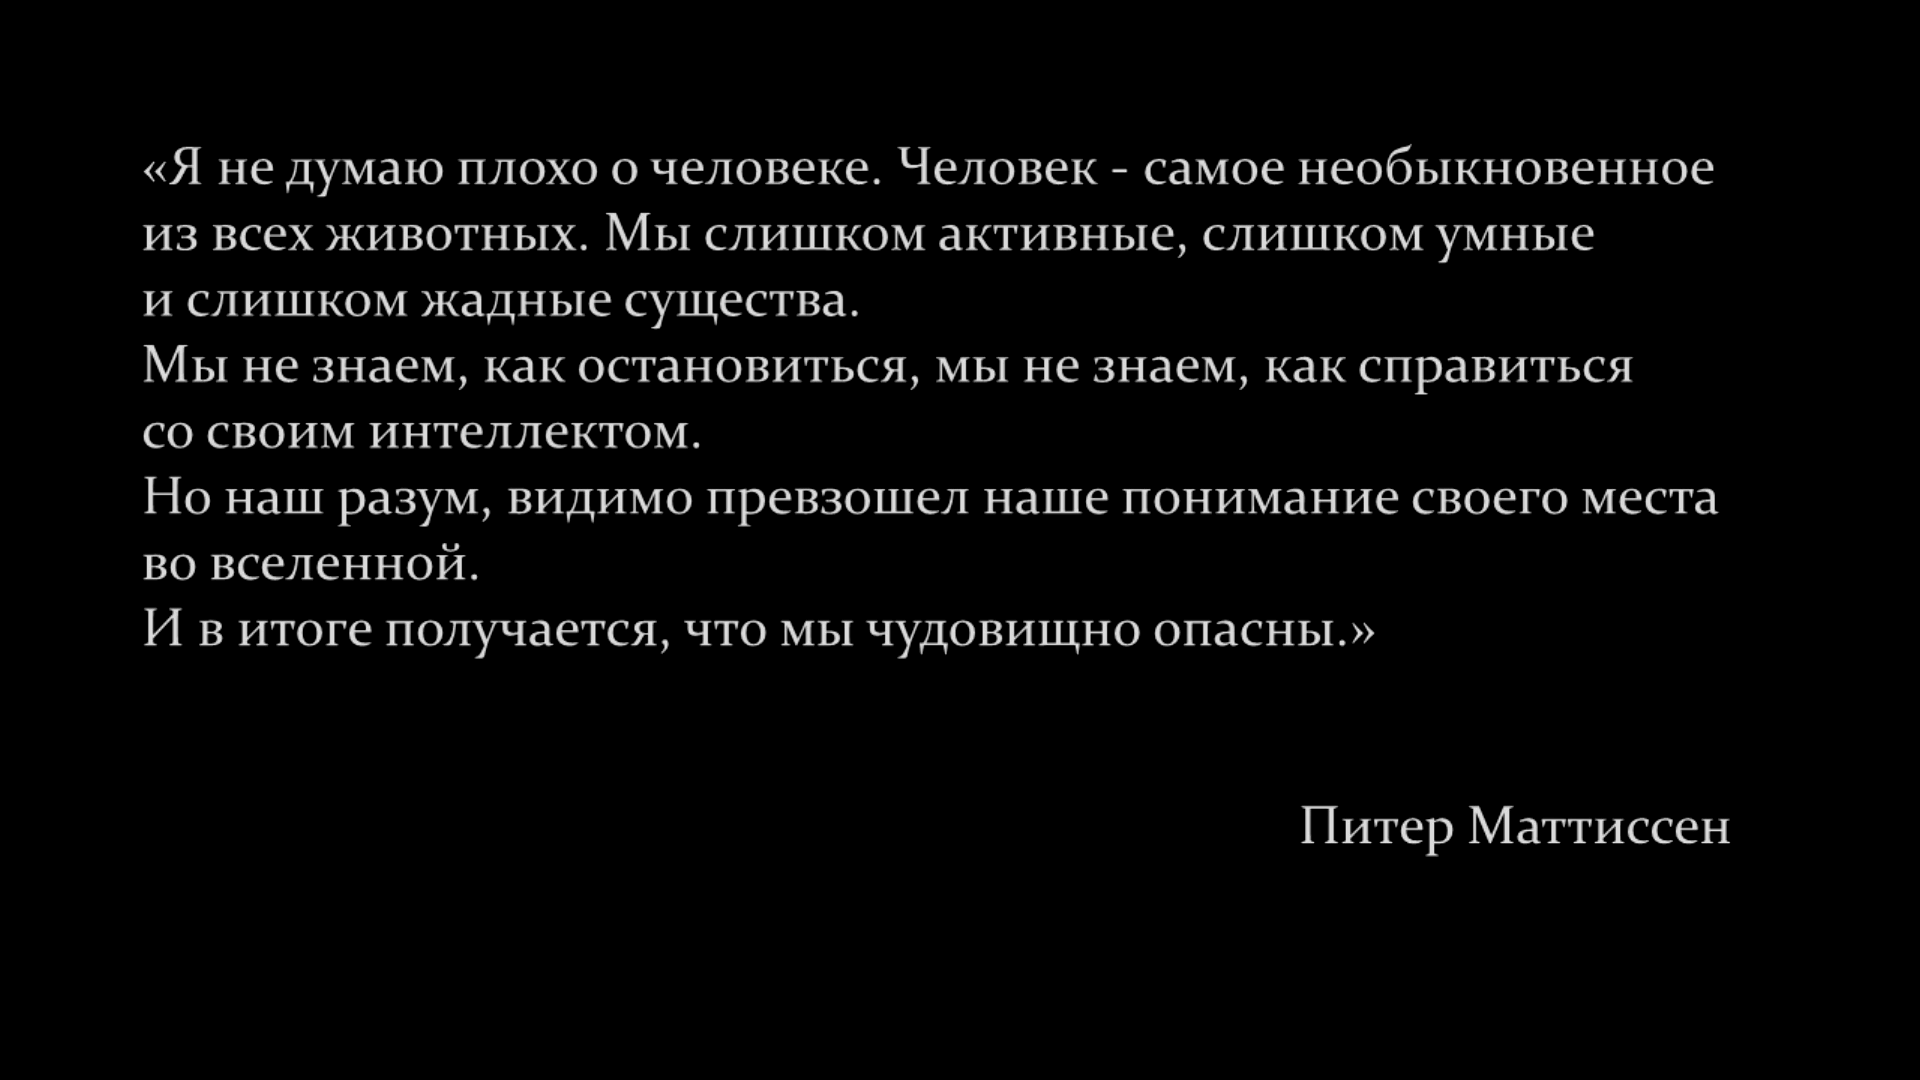 «Я не думаю плохо о человеке. Человек - самое необыкновенное
из всех животных. Мы слишком активные, слишком умные
и слишком жадные существа.
Мы не знаем, как остановиться, мы не знаем, как справиться
со своим интеллектом.
Но наш разум, видимо превзошел наше понимание своего места
во вселенной.
И в итоге получается, что мы чудовищно опасны.»
Питер Маттиссен